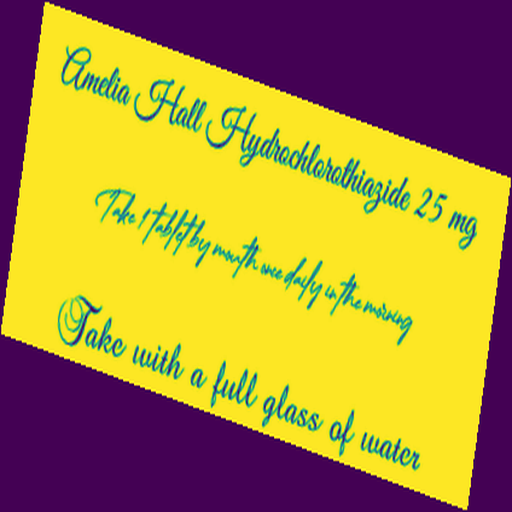 Amelia Hall Hydrochlorothiazide 25 mg
Take 1 tablet by mouth once daily in the morning
Take with a full glass of water